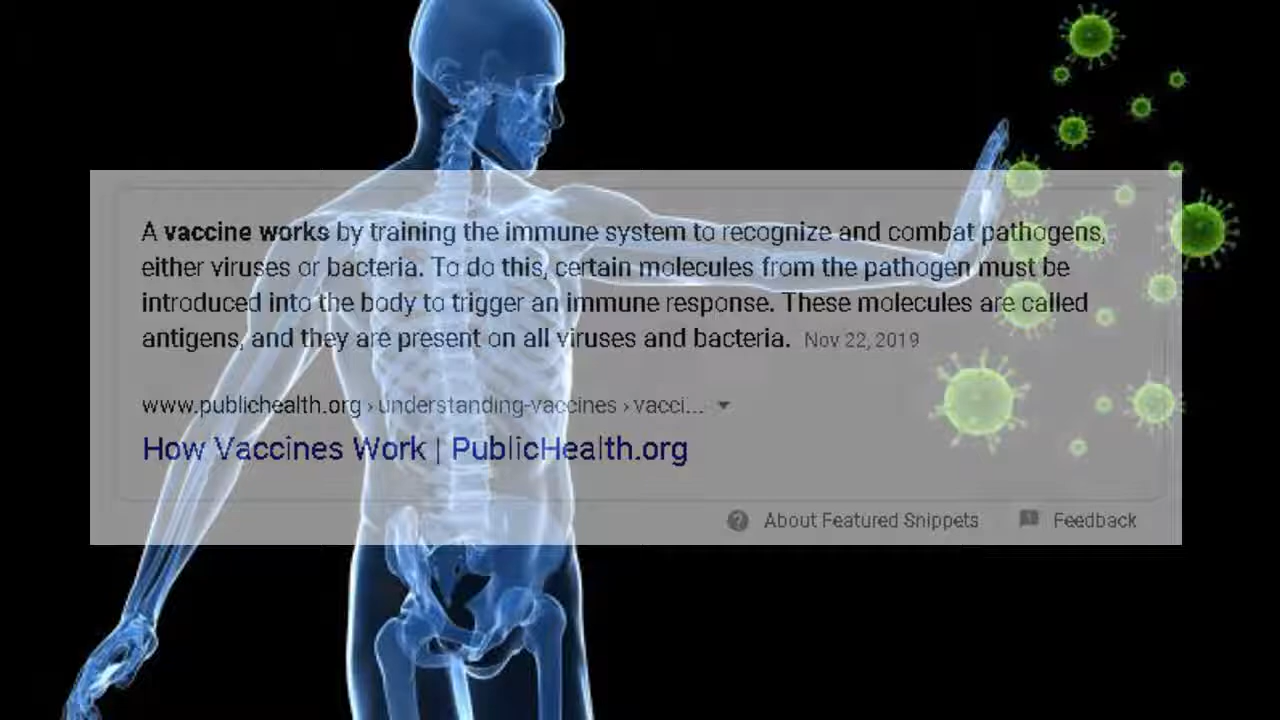 A vaccine works by training the immune system to recognize and combat pathogens,
either viruses or bacteria. To do this, certain molecules from the pathogen must be
introduced into the body to trigger an immune response. These molecules are called
antigens, and they are present on all viruses and bacteria. Nov 22, 2019
www.publichealth.org › understanding-vaccines › vacci...
How Vaccines Work | PublicHealth.org
About Featured Snippets Feedback